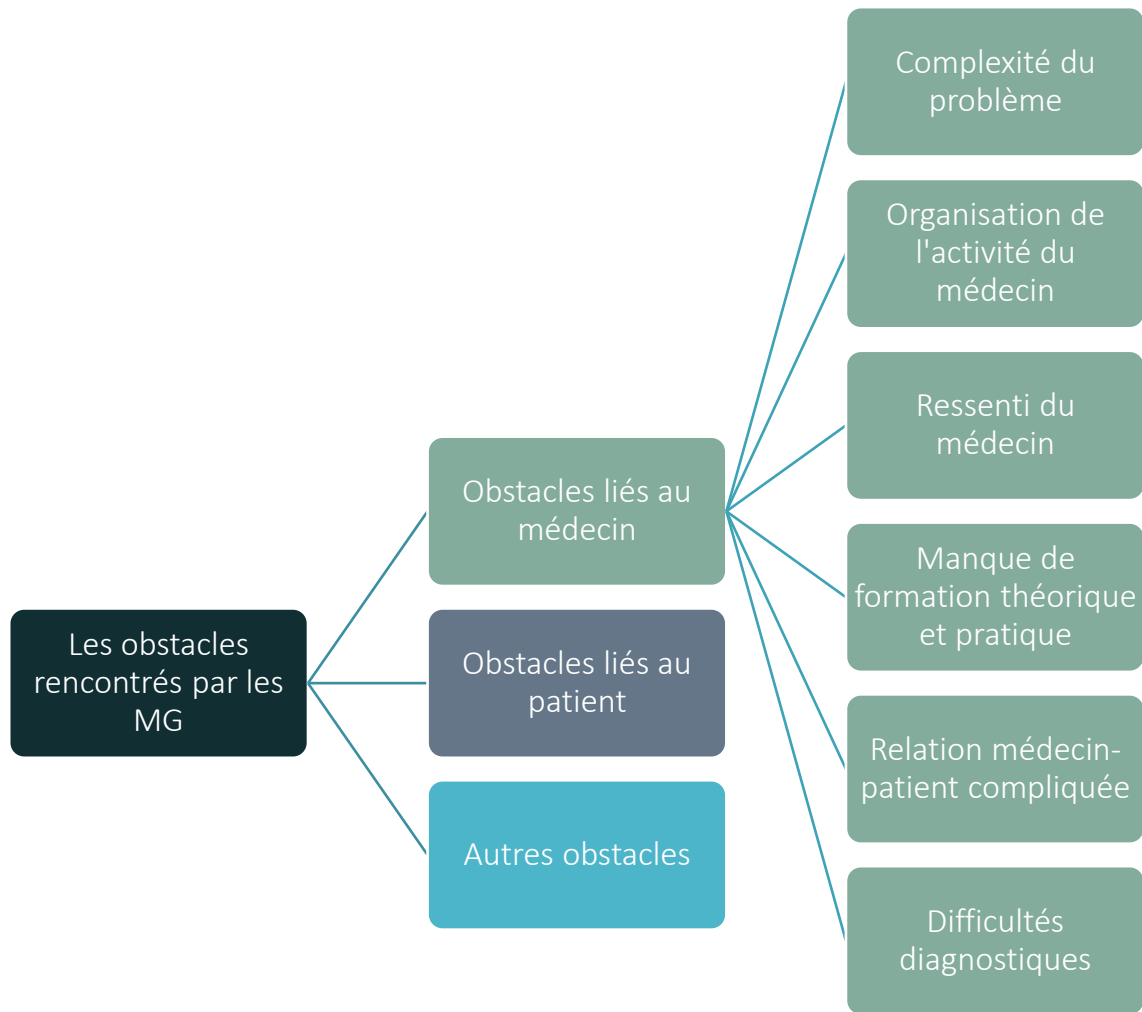 Les obstacles
rencontrés par les
MG
Obstacles liés au
médecin
Obstacles liés au
patient
Autres obstacles
Complexité du
problème
Organisation de
l'activité du
médecin
Ressenti du
médecin
Manque de
formation théorique
et pratique
Relation médecin-
patient compliquée
Difficultés
diagnostiques